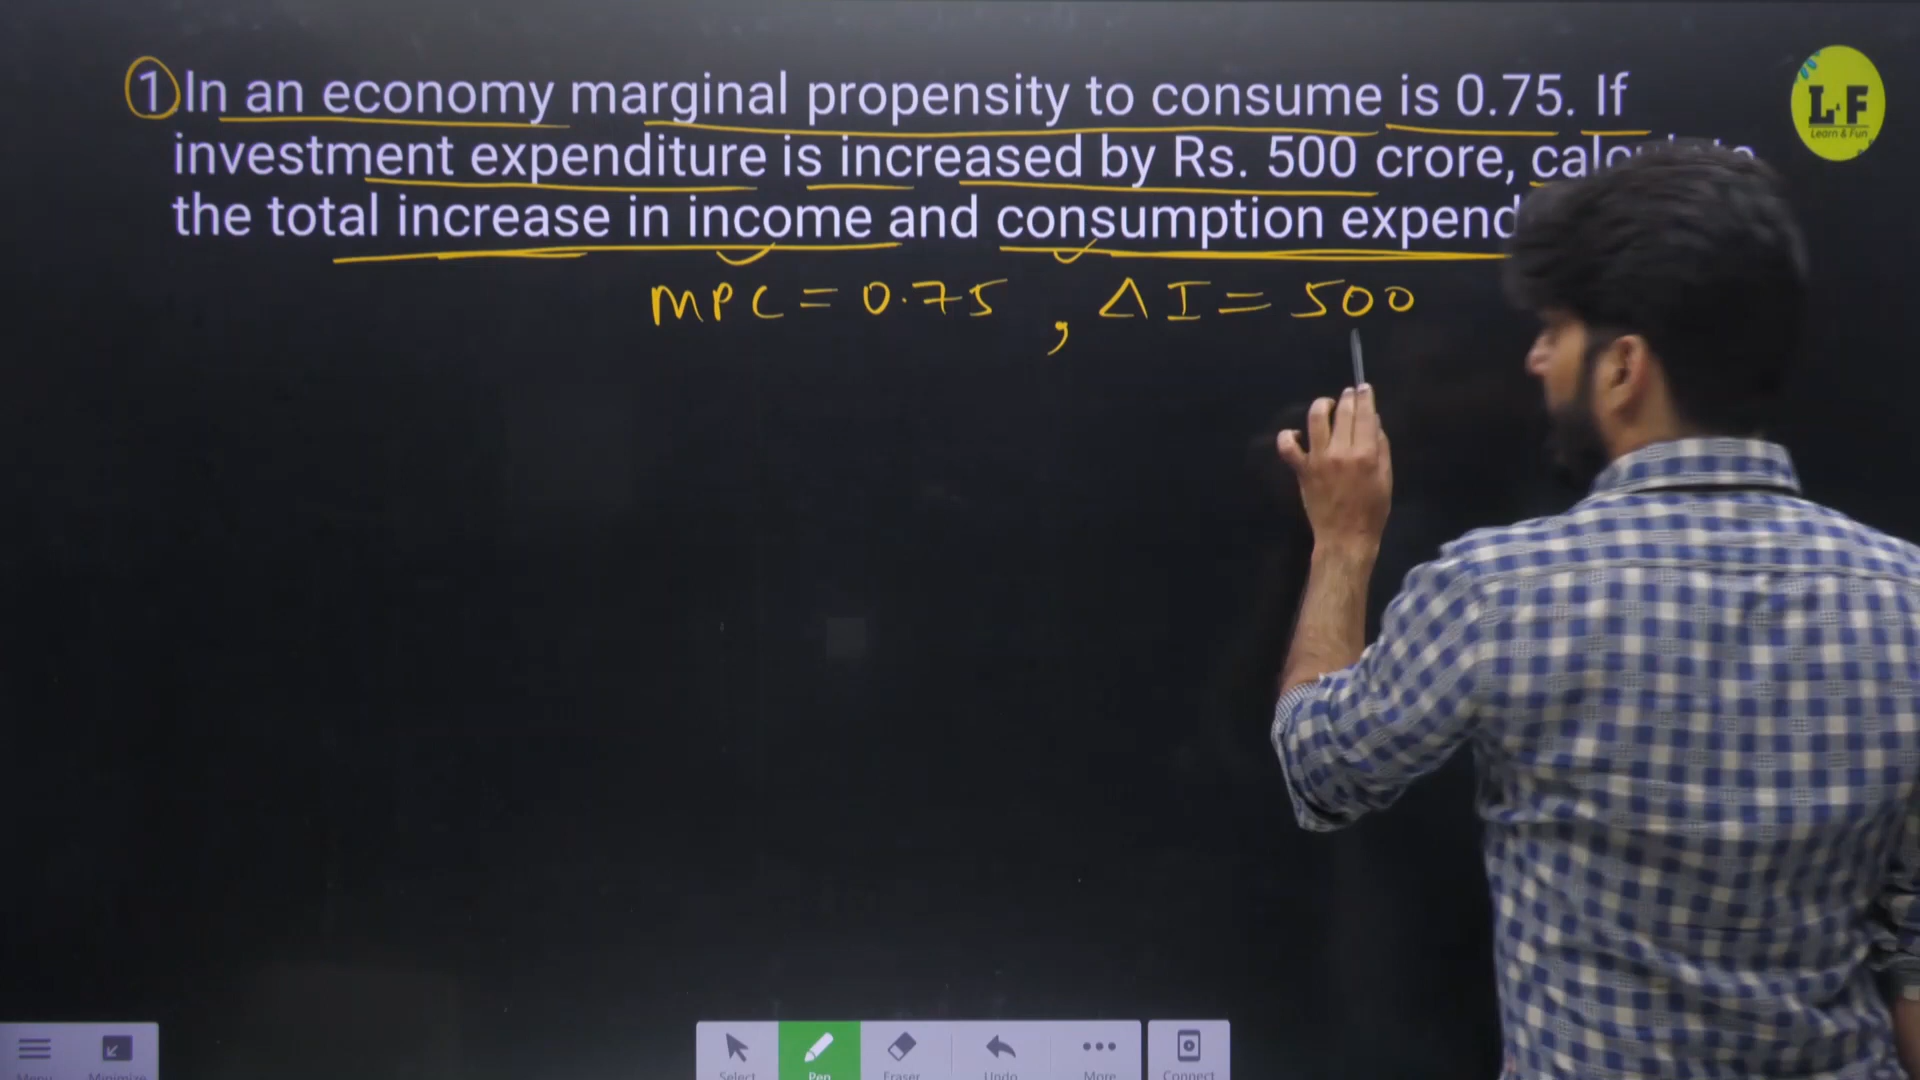 1 In an economy marginal propensity to consume is 0.75. If
investment expenditure is increased by Rs. 500 crore,
the total increase in income and consumption
MPC = 0.75 , ΔI = 500
L&F
Learn & Fun
Menu Minimize Select Pen Eraser Undo More Connect